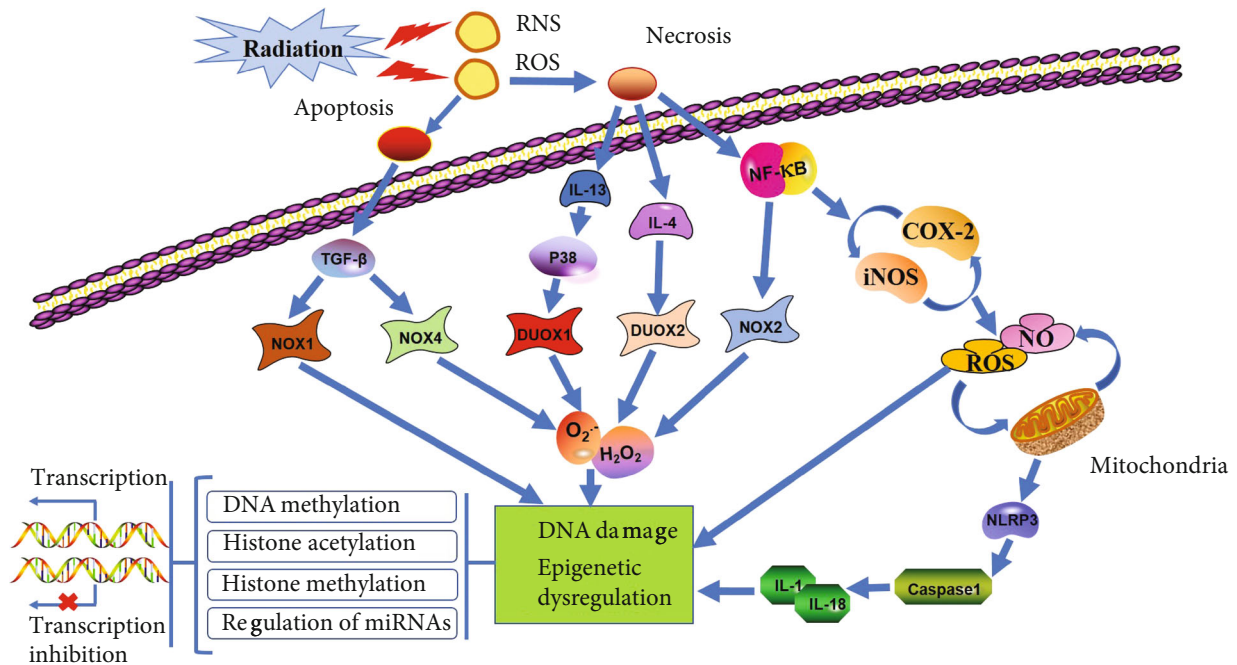 RNS
Radiation
ROS
Necrosis
Apoptosis
NF-κB
IL-13
IL-4
COX-2
TGF-β
P38
iNOS
NOX1
NOX4
DUOX1
DUOX2
NOX2
NO
ROS
O₂·⁻
H₂O₂
Mitochondria
Transcription
DNA methylation
Histone acetylation
Histone methylation
Regulation of miRNAs
Transcription
inhibition
DNA damage
Epigenetic
dysregulation
NLRP3
Caspase1
IL-1
IL-18